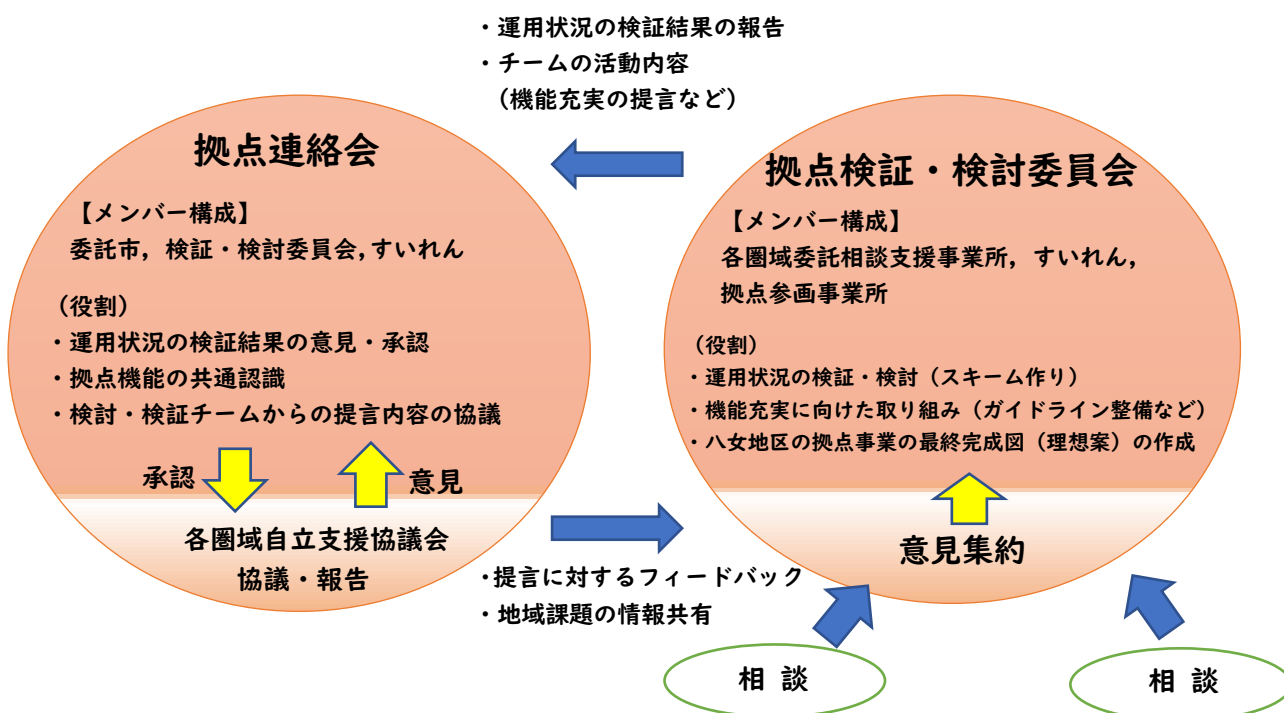 ・運用状況の検証結果の報告
・チームの活動内容
（機能充実の提言など）
拠点連絡会
【メンバー構成】
委託市，検証・検討委員会，すいれん
（役割）
・運用状況の検証結果の意見・承認
・拠点機能の共通認識
・検討・検証チームからの提言内容の協議
承認
意見
各圏域自立支援協議会
協議・報告
拠点検証・検討委員会
【メンバー構成】
各圏域委託相談支援事業所，すいれん，
拠点参画事業所
（役割）
・運用状況の検証・検討（スキーム作り）
・機能充実に向けた取り組み（ガイドライン整備など）
・八女地区の拠点事業の最終完成図（理想案）の作成
意見集約
・提言に対するフィードバック
・地域課題の情報共有
相 談
相 談